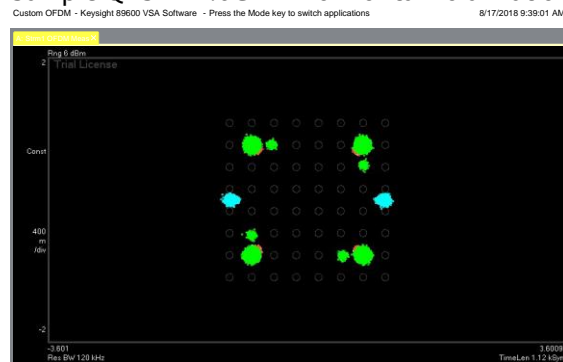 Custom OFDM - Keysight 89600 VSA Software - Press the Mode key to switch applications 8/17/2018 9:39:01 AM
Rng 6 dBm
2 Trial License
Const
400
m
/div
-2
-3.601 3.6009
Res BW 120 kHz TimeLen 1.12 kSym